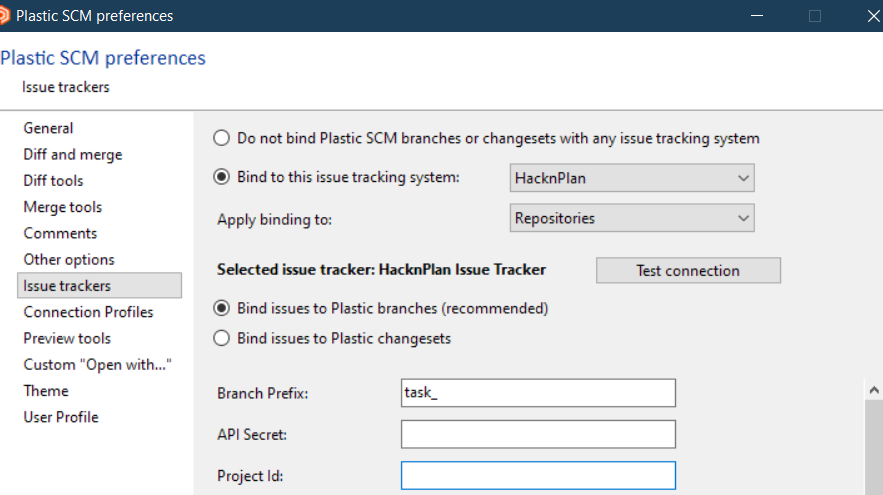 Plastic SCM preferences
Plastic SCM preferences
Issue trackers
General
Diff and merge
Diff tools
Merge tools
Comments
Other options
Issue trackers
Connection Profiles
Preview tools
Custom "Open with..."
Theme
User Profile
Do not bind Plastic SCM branches or changesets with any issue tracking system
Bind to this issue tracking system: HacknPlan
Apply binding to: Repositories
Selected issue tracker: HacknPlan Issue Tracker Test connection
Bind issues to Plastic branches (recommended)
Bind issues to Plastic changesets
Branch Prefix: task_
API Secret:
Project Id: